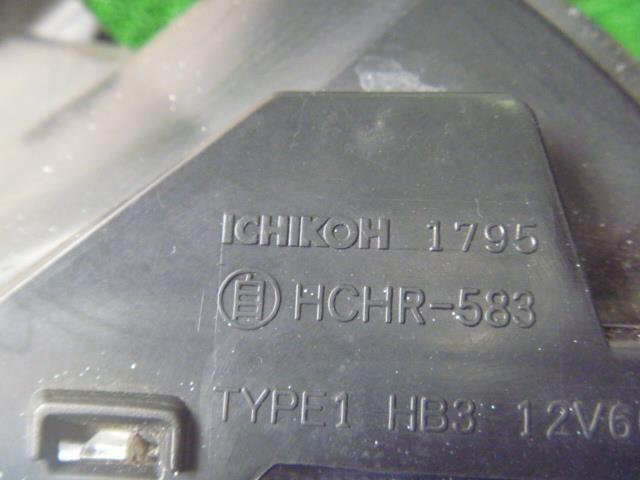 ICHIKOH 1795
自 HCHR-583
TYPE1 HB3 12V6